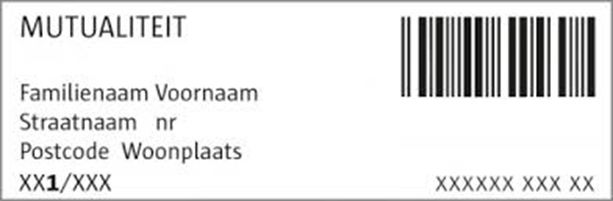 MUTUALITEIT
Familienaam Voornaam
Straatnaam nr
Postcode Woonplaats
XX1/XXX
XXXXXX XXX XX